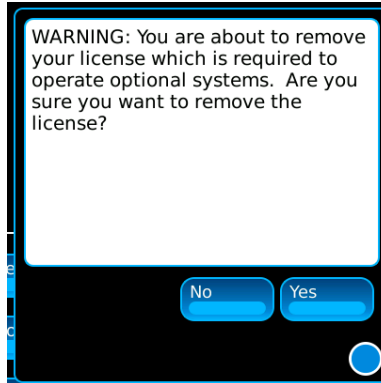 WARNING: You are about to remove
your license which is required to
operate optional systems.  Are you
sure you want to remove the
license?
No
Yes